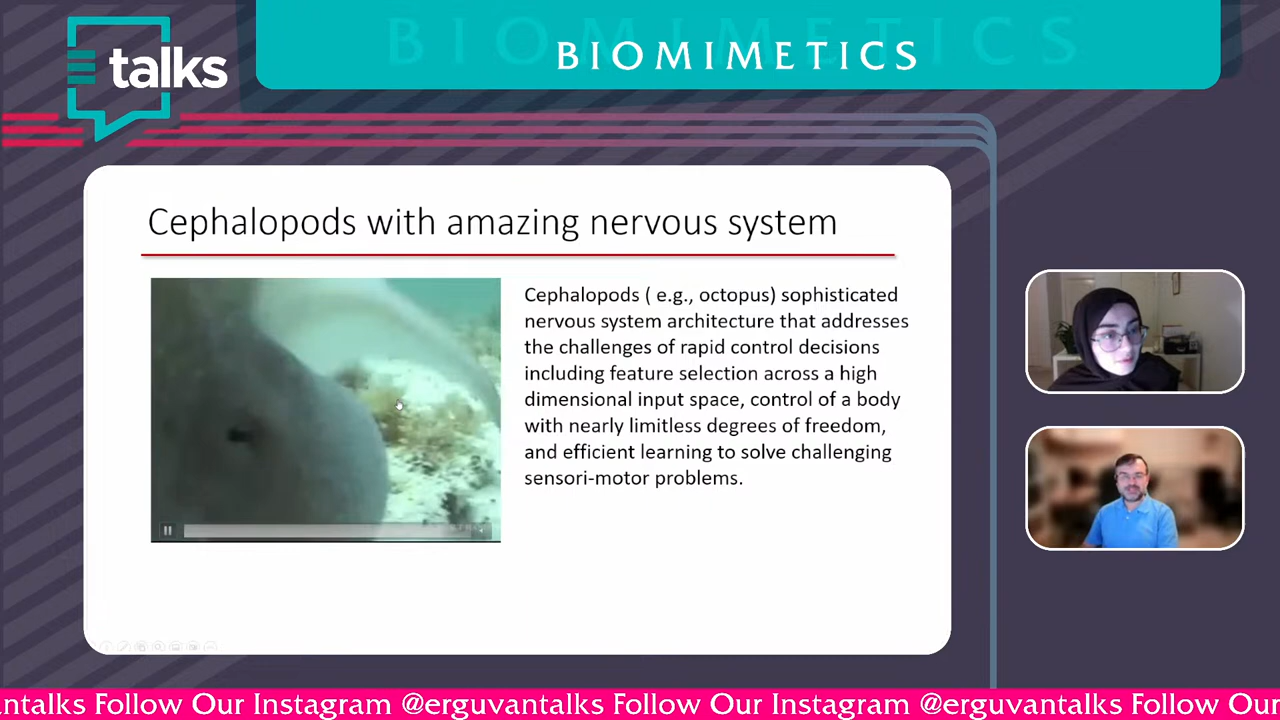 talks
BIOMIMETICS
BIOMIMETICS
Cephalopods with amazing nervous system
Cephalopods ( e.g., octopus) sophisticated
nervous system architecture that addresses
the challenges of rapid control decisions
including feature selection across a high
dimensional input space, control of a body
with nearly limitless degrees of freedom,
and efficient learning to solve challenging
sensori-motor problems.
antalks Follow Our Instagram @erguvantalks Follow Our Instagram @erguvantalks Follow Our